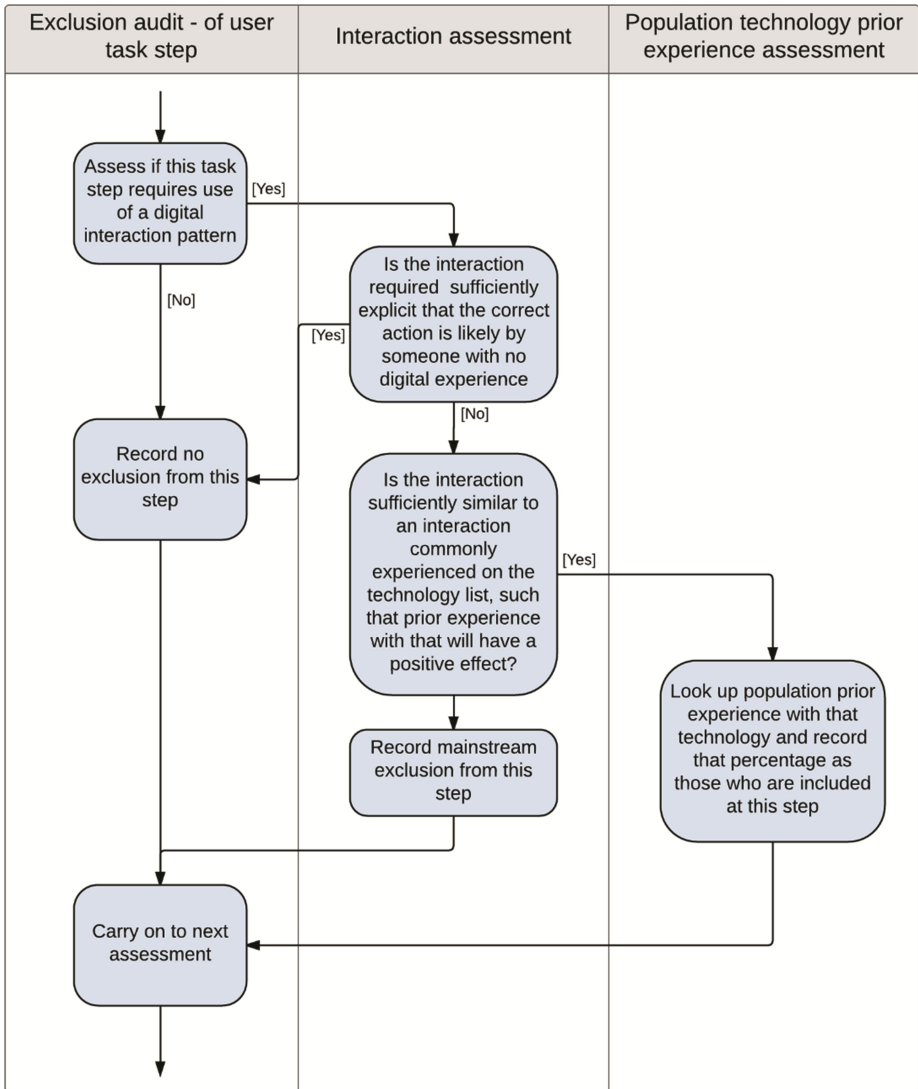 Exclusion audit - of user
task step
Interaction assessment
Population technology prior
experience assessment
Assess if this task
step requires use
of a digital
interaction pattern
[Yes]
[No]
Is the interaction
required  sufficiently
explicit that the correct
action is likely by
someone with no
digital experience
[Yes]
[No]
Record no
exclusion from this
step
Is the interaction
sufficiently similar to
an interaction
commonly
experienced on the
technology list, such
that prior experience
with that will have a
positive effect?
[Yes]
Look up population prior
experience with that
technology and record
that percentage as
those who are included
at this step
Record mainstream
exclusion from this
step
Carry on to next
assessment